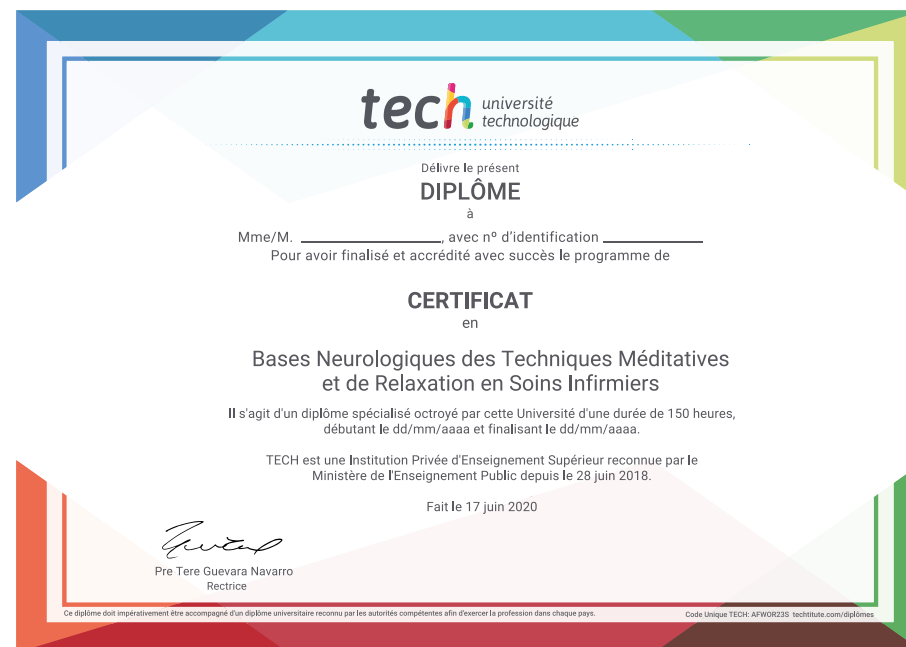 tech université
technologique
Délivre le présent
DIPLÔME
à
Mme/M. ____________________, avec nº d'identification ______________
Pour avoir finalisé et accrédité avec succès le programme de
CERTIFICAT
en
Bases Neurologiques des Techniques Méditatives
et de Relaxation en Soins Infirmiers
Il s'agit d'un diplôme spécialisé octroyé par cette Université d'une durée de 150 heures,
débutant le dd/mm/aaaa et finalisant le dd/mm/aaaa.
TECH est une Institution Privée d'Enseignement Supérieur reconnue par le
Ministère de l'Enseignement Public depuis le 28 juin 2018.
Fait le 17 juin 2020
Pre Tere Guevara Navarro
Rectrice
Ce diplôme doit impérativement être accompagné d'un diplôme universitaire reconnu par les autorités compétentes afin d'exercer la profession dans chaque pays.
Code Unique TECH: AFWOR23S techtitute.com/diplômes